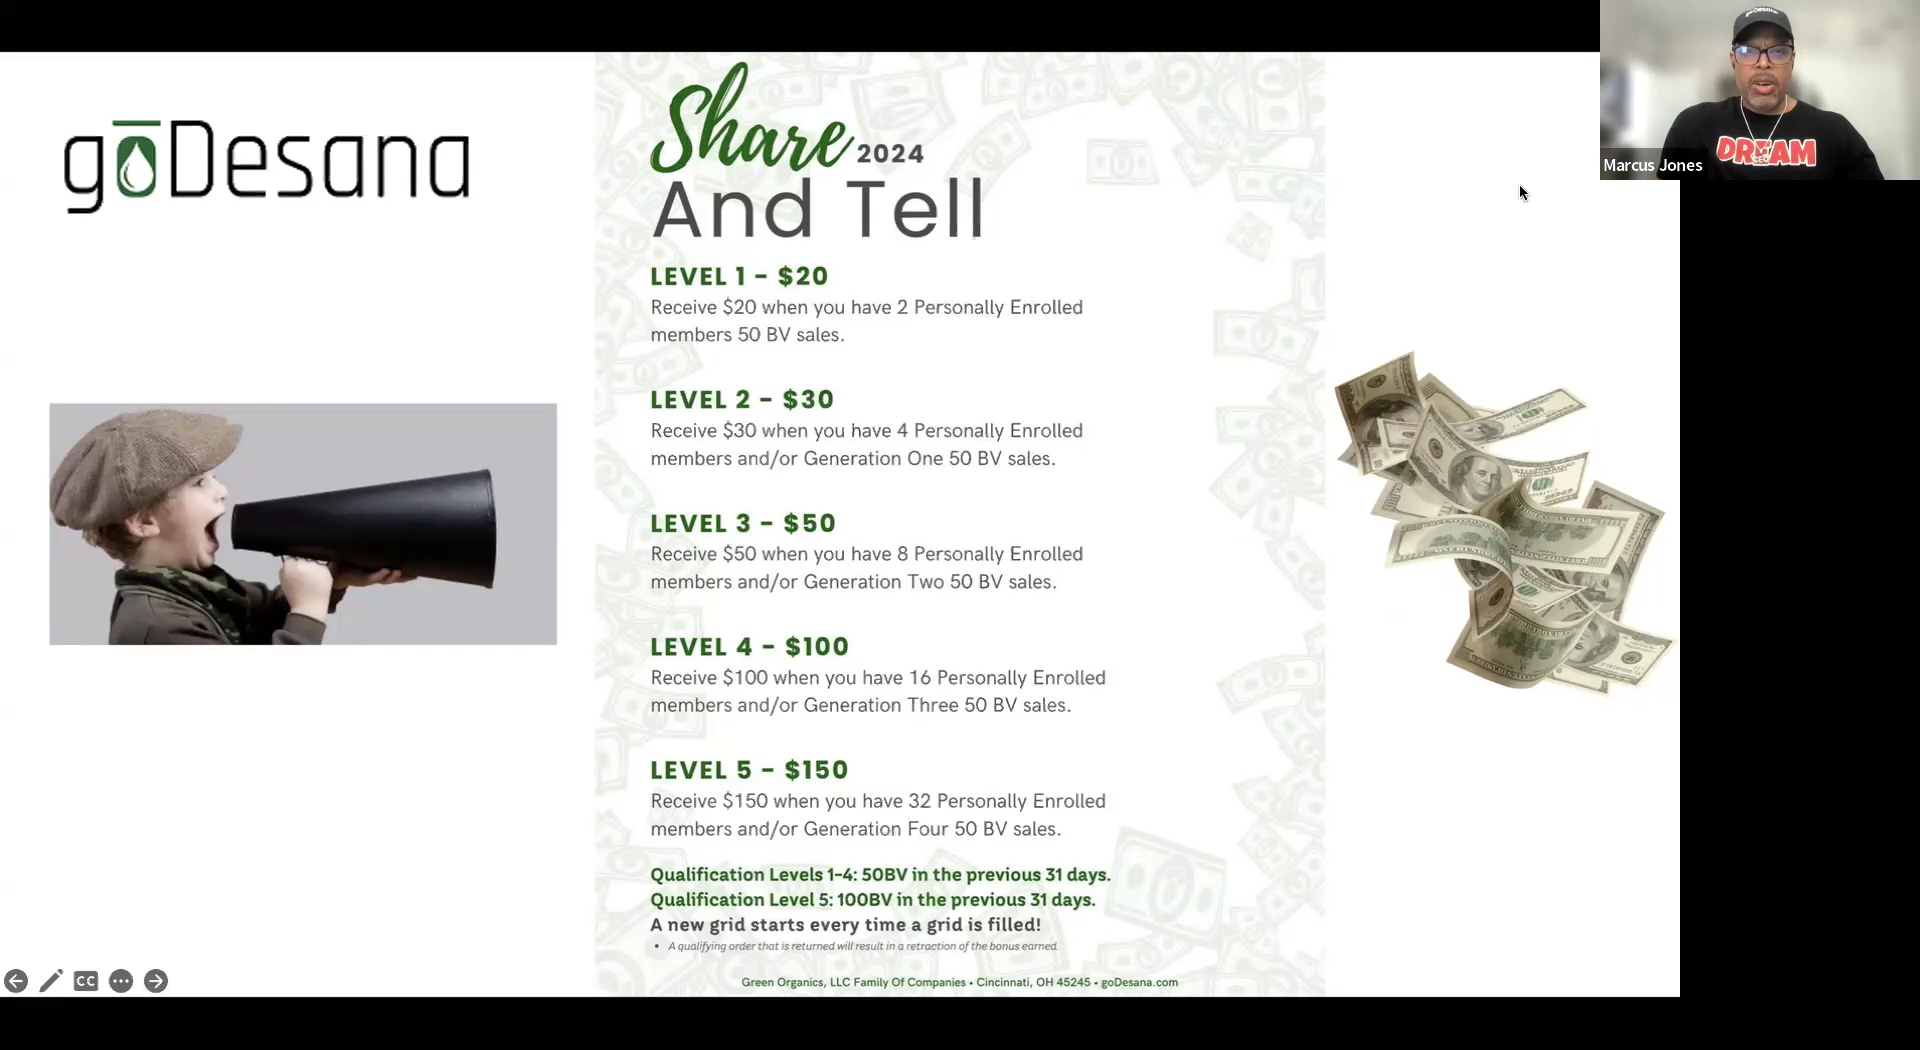 Marcus Jones
DREAM
CEO
gōDesana
Share
2024
And Tell
LEVEL 1 – $20
Receive $20 when you have 2 Personally Enrolled
members 50 BV sales.
LEVEL 2 – $30
Receive $30 when you have 4 Personally Enrolled
members and/or Generation One 50 BV sales.
LEVEL 3 – $50
Receive $50 when you have 8 Personally Enrolled
members and/or Generation Two 50 BV sales.
LEVEL 4 – $100
Receive $100 when you have 16 Personally Enrolled
members and/or Generation Three 50 BV sales.
LEVEL 5 – $150
Receive $150 when you have 32 Personally Enrolled
members and/or Generation Four 50 BV sales.
Qualification Levels 1-4: 50BV in the previous 31 days.
Qualification Level 5: 100BV in the previous 31 days.
A new grid starts every time a grid is filled!
• A qualifying order that is returned will result in a retraction of the bonus earned.
Green Organics, LLC Family Of Companies • Cincinnati, OH 45245 • goDesana.com
CC